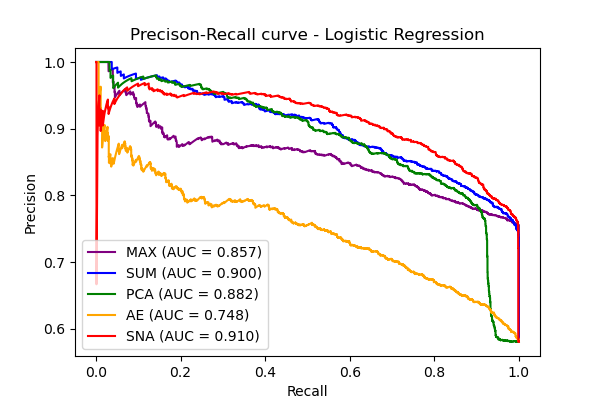 Precison-Recall curve - Logistic Regression
1.0
0.9
0.8
0.7
0.6
Precision
MAX (AUC = 0.857)
SUM (AUC = 0.900)
PCA (AUC = 0.882)
AE (AUC = 0.748)
SNA (AUC = 0.910)
0.0 0.2 0.4 0.6 0.8 1.0
Recall